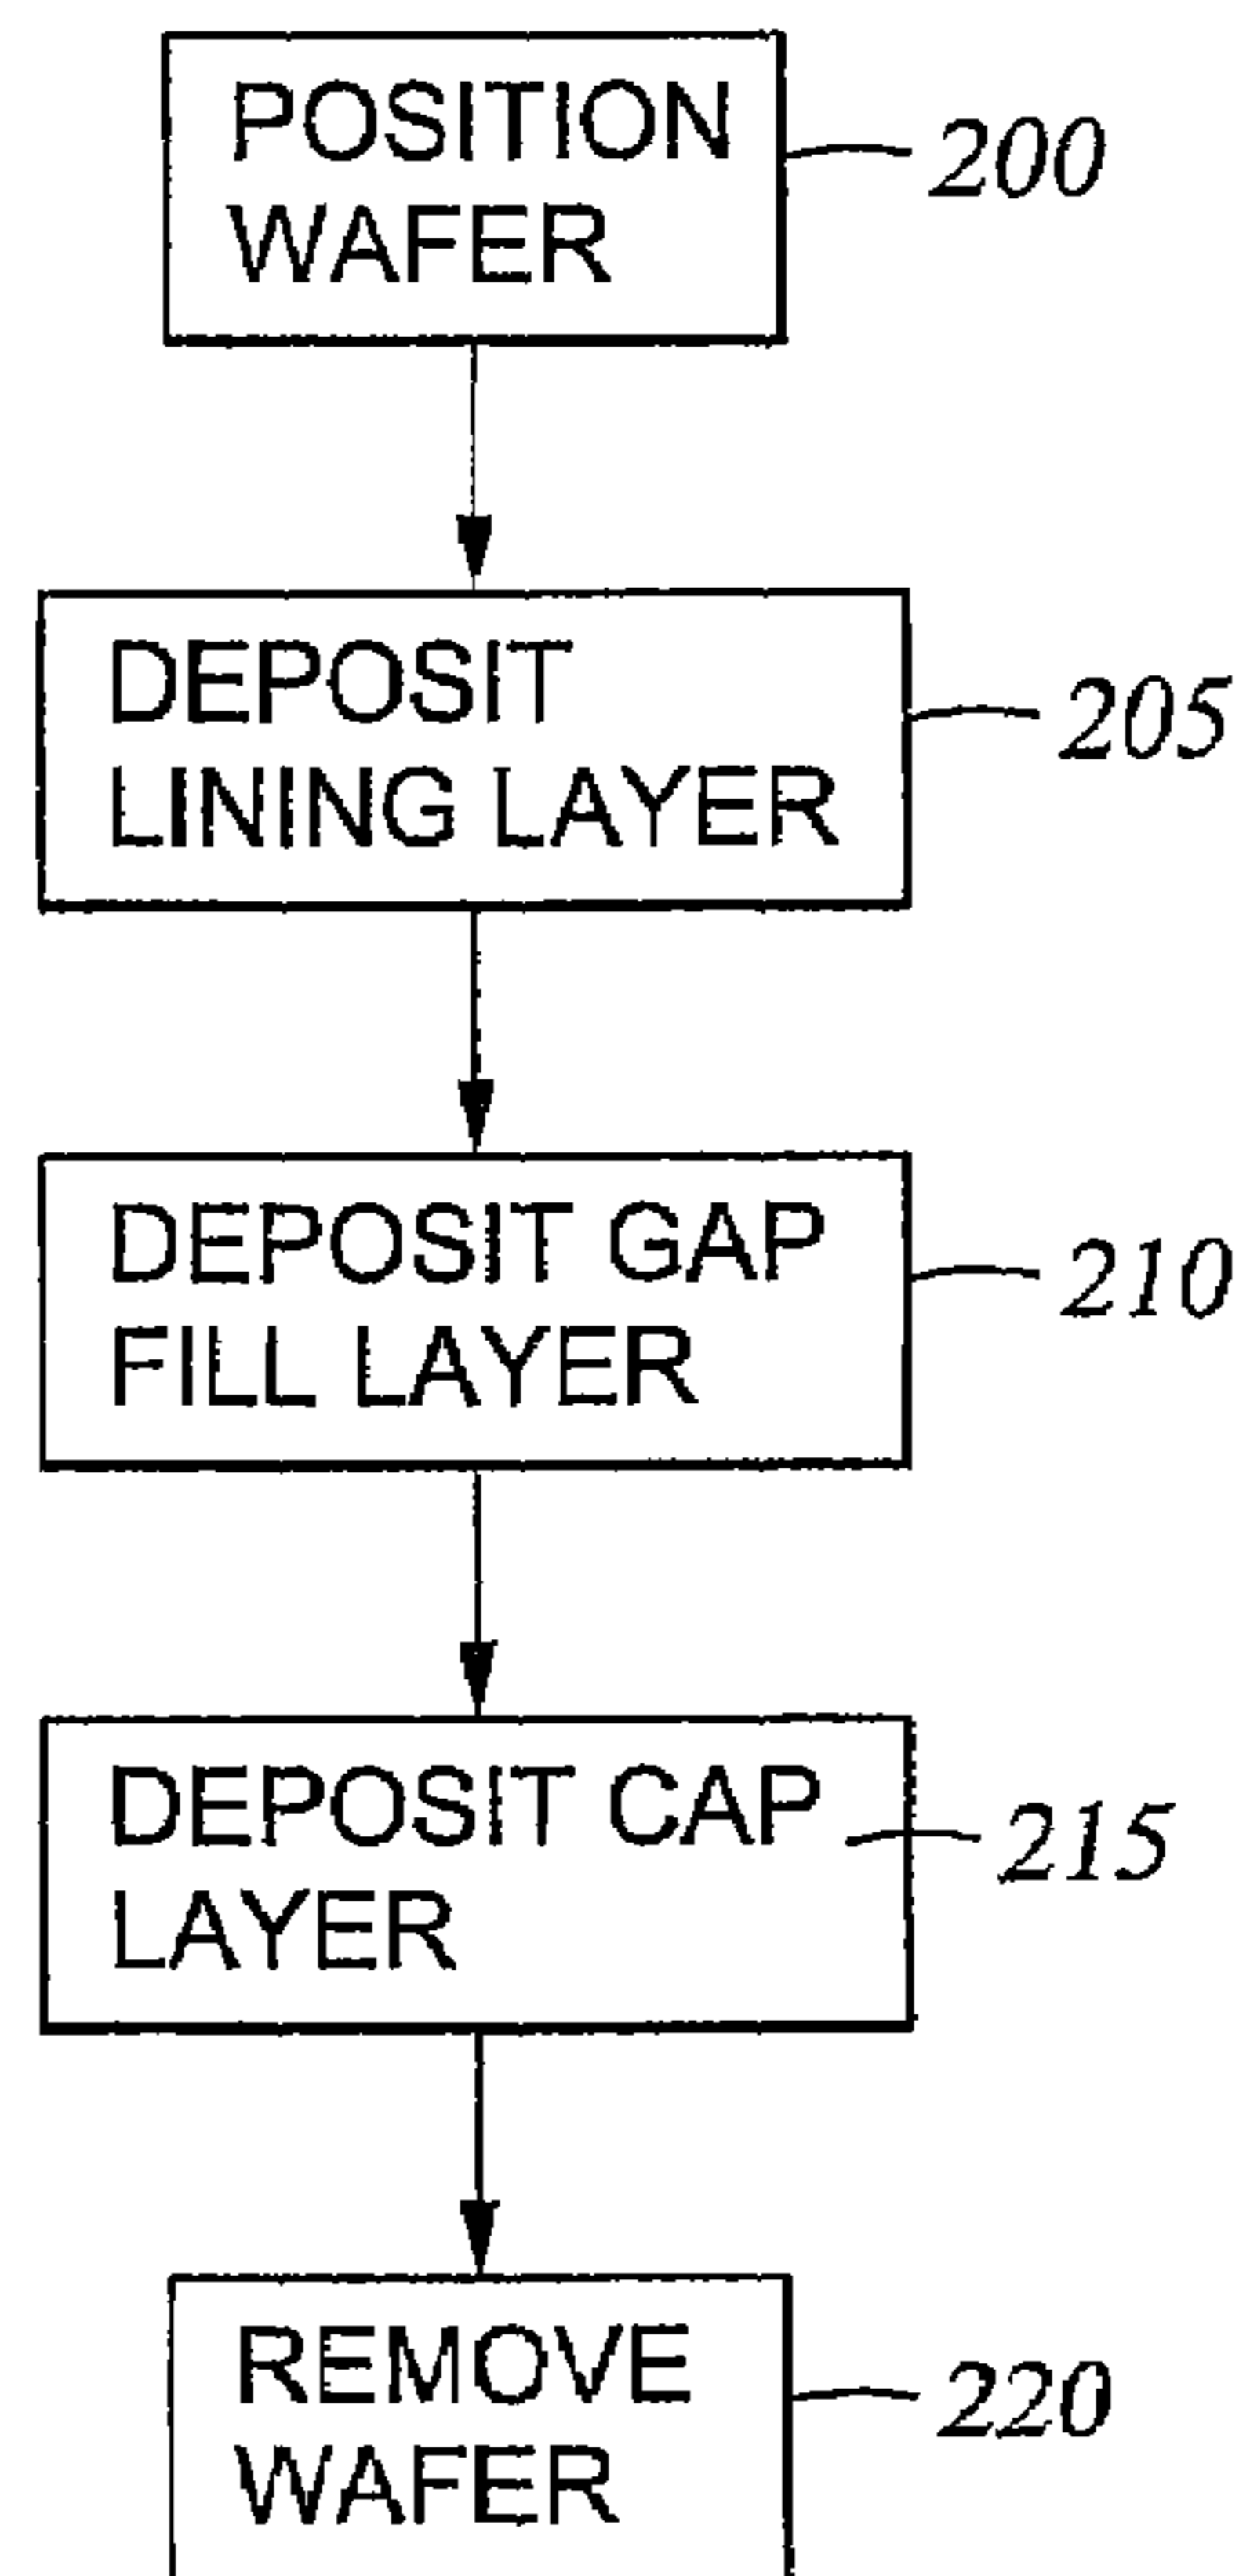 POSITION
WAFER
200
DEPOSIT
LINING LAYER
205
DEPOSIT GAP
FILL LAYER
210
DEPOSIT CAP
LAYER
215
REMOVE
WAFER
220